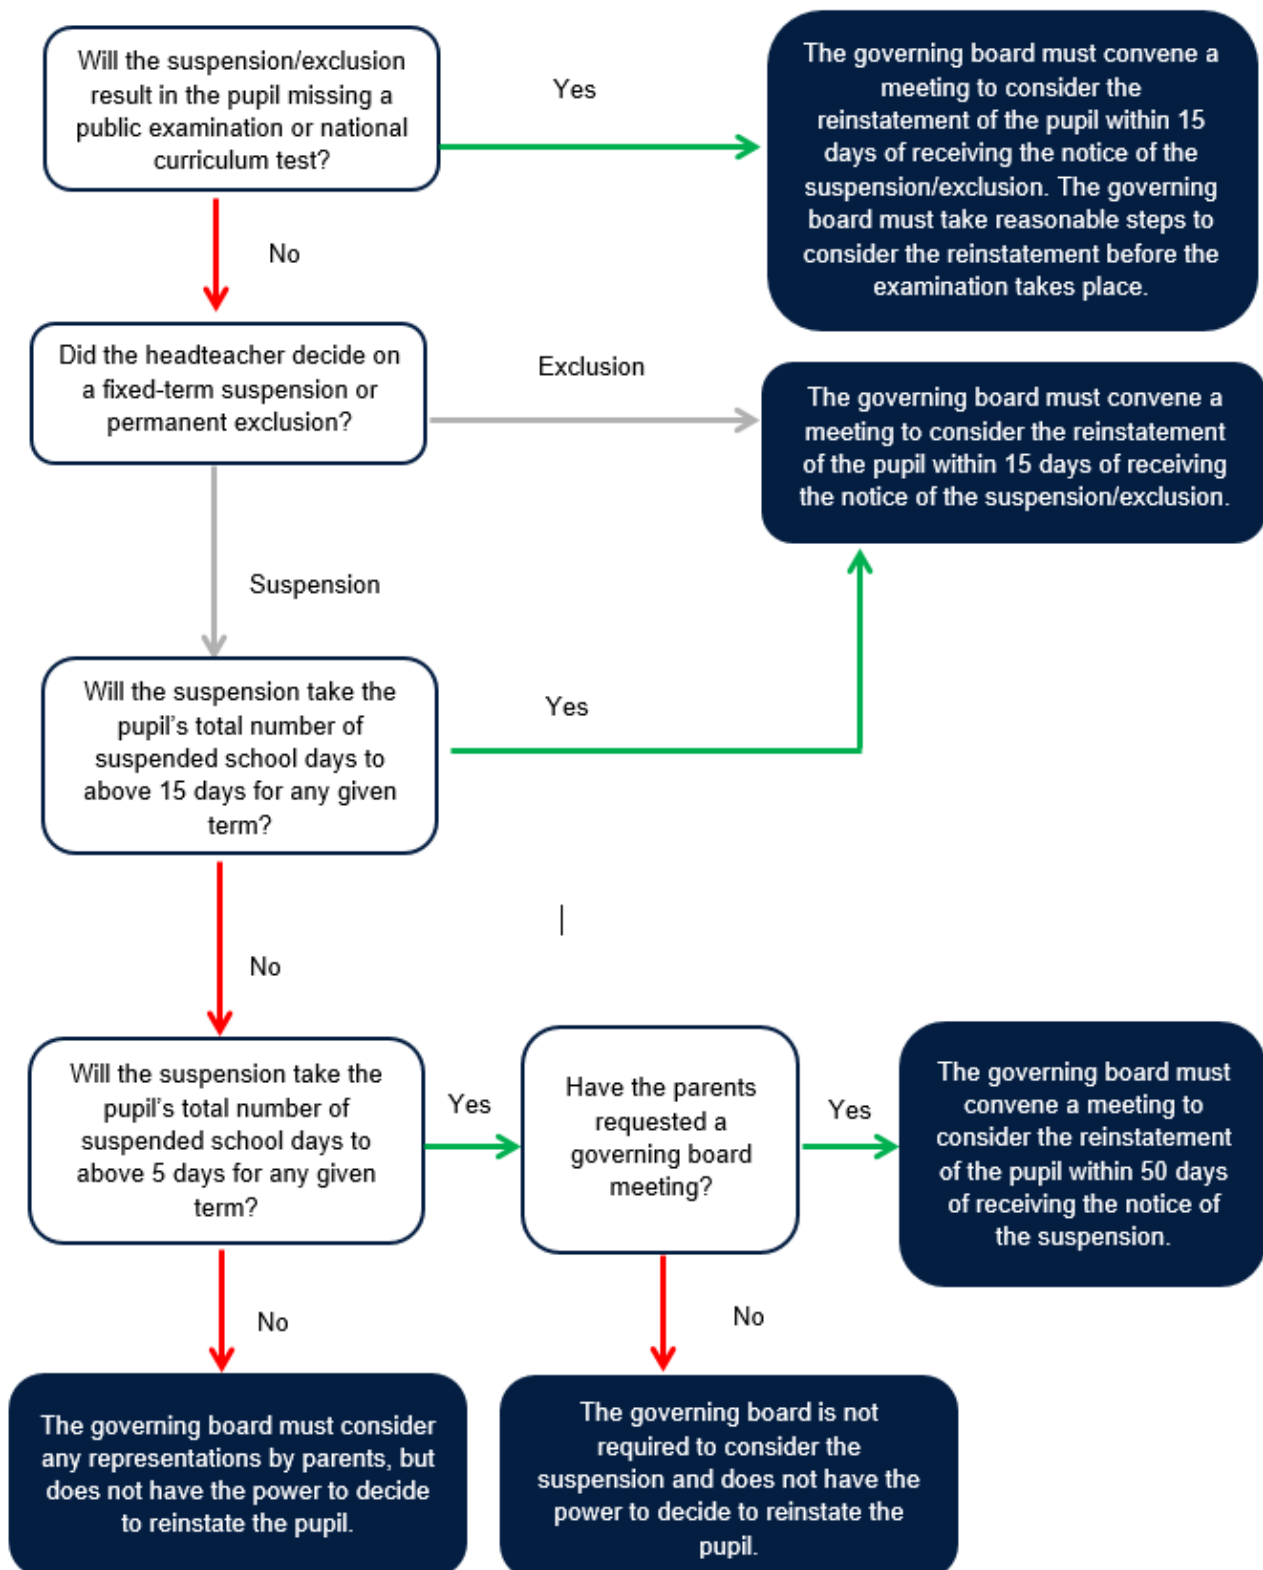 Will the suspension/exclusion
result in the pupil missing a
public examination or national
curriculum test?
Yes
The governing board must convene a
meeting to consider the
reinstatement of the pupil within 15
days of receiving the notice of the
suspension/exclusion. The governing
board must take reasonable steps to
consider the reinstatement before the
examination takes place.
No
Did the headteacher decide on
a fixed-term suspension or
permanent exclusion?
Exclusion
The governing board must convene a
meeting to consider the reinstatement
of the pupil within 15 days of receiving
the notice of the suspension/exclusion.
Suspension
Will the suspension take the
pupil’s total number of
suspended school days to
above 15 days for any given
term?
Yes
No
Will the suspension take the
pupil’s total number of
suspended school days to
above 5 days for any given
term?
Yes
Have the parents
requested a
governing board
meeting?
Yes
The governing board must
convene a meeting to
consider the reinstatement
of the pupil within 50 days
of receiving the notice of
the suspension.
No
No
The governing board must consider
any representations by parents, but
does not have the power to decide
to reinstate the pupil.
The governing board is not
required to consider the
suspension and does not have the
power to decide to reinstate the
pupil.